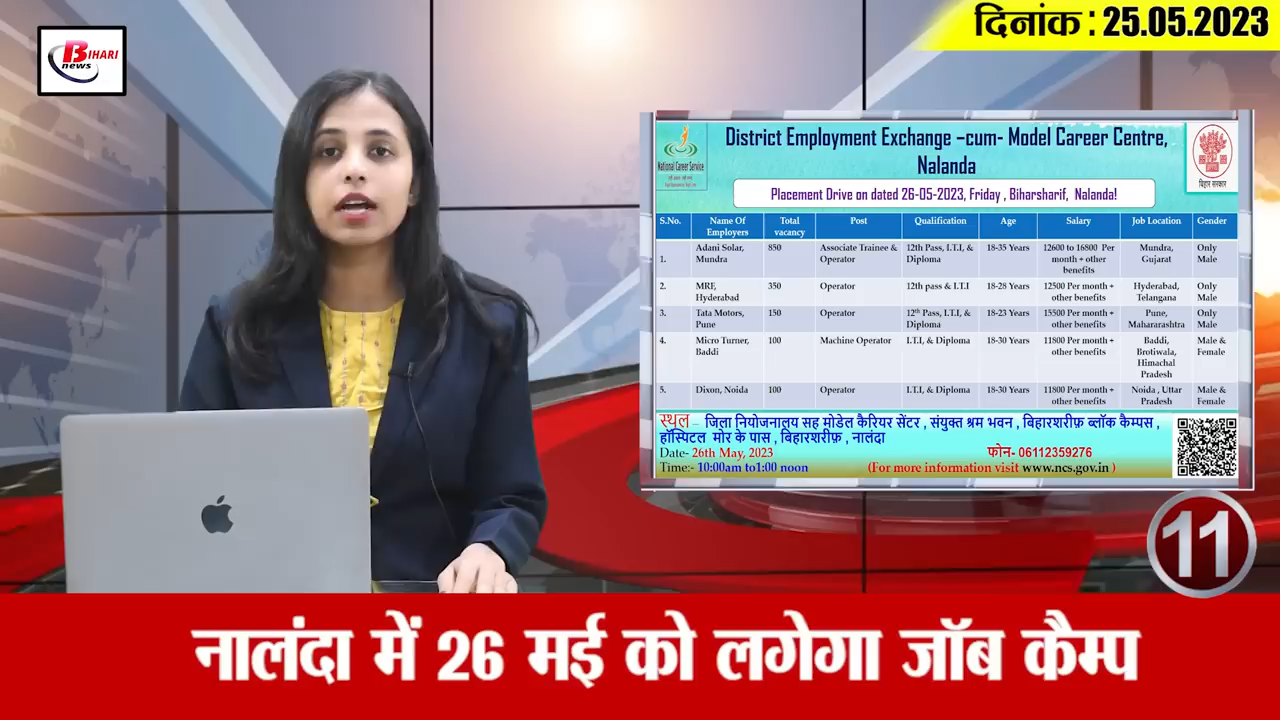 BIHARI
news
दिनांक : 25.05.2023
National Career Service
District Employment Exchange –cum- Model Career Centre,
Nalanda
बिहार सरकार
Placement Drive on dated 26-05-2023, Friday , Biharsharif, Nalanda!
S.No. Name Of Employers Total vacancy Post Qualification Age Salary Job Location Gender
1. Adani Solar, Mundra 850 Associate Trainee & Operator 12th Pass, I.T.I, & Diploma 18-35 Years 12600 to 16800 Per month + other benefits Mundra, Gujarat Only Male
2. MRF, Hyderabad 350 Operator 12th pass & I.T.I 18-28 Years 12500 Per month + other benefits Hyderabad, Telangana Only Male
3. Tata Motors, Pune 150 Operator 12th Pass, I.T.I, & Diploma 18-23 Years 15500 Per month + other benefits Pune, Mahararashtra Only Male
4. Micro Turner, Baddi 100 Machine Operator I.T.I, & Diploma 18-30 Years 11800 Per month + other benefits Baddi, Brotiwala, Himachal Pradesh Male & Female
5. Dixon, Noida 100 Operator I.T.I, & Diploma 18-30 Years 11800 Per month + other benefits Noida , Uttar Pradesh Male & Female
स्थल – जिला नियोजनालय सह मोडेल कैरियर सेंटर , संयुक्त श्रम भवन , बिहारशरीफ़ ब्लॉक कैम्पस ,
हॉस्पिटल मोर के पास , बिहारशरीफ़ , नालंदा
Date- 26th May, 2023 फोन- 06112359276
Time:- 10:00am to1:00 noon (For more information visit www.ncs.gov.in )
11
नालंदा में 26 मई को लगेगा जॉब कैम्प